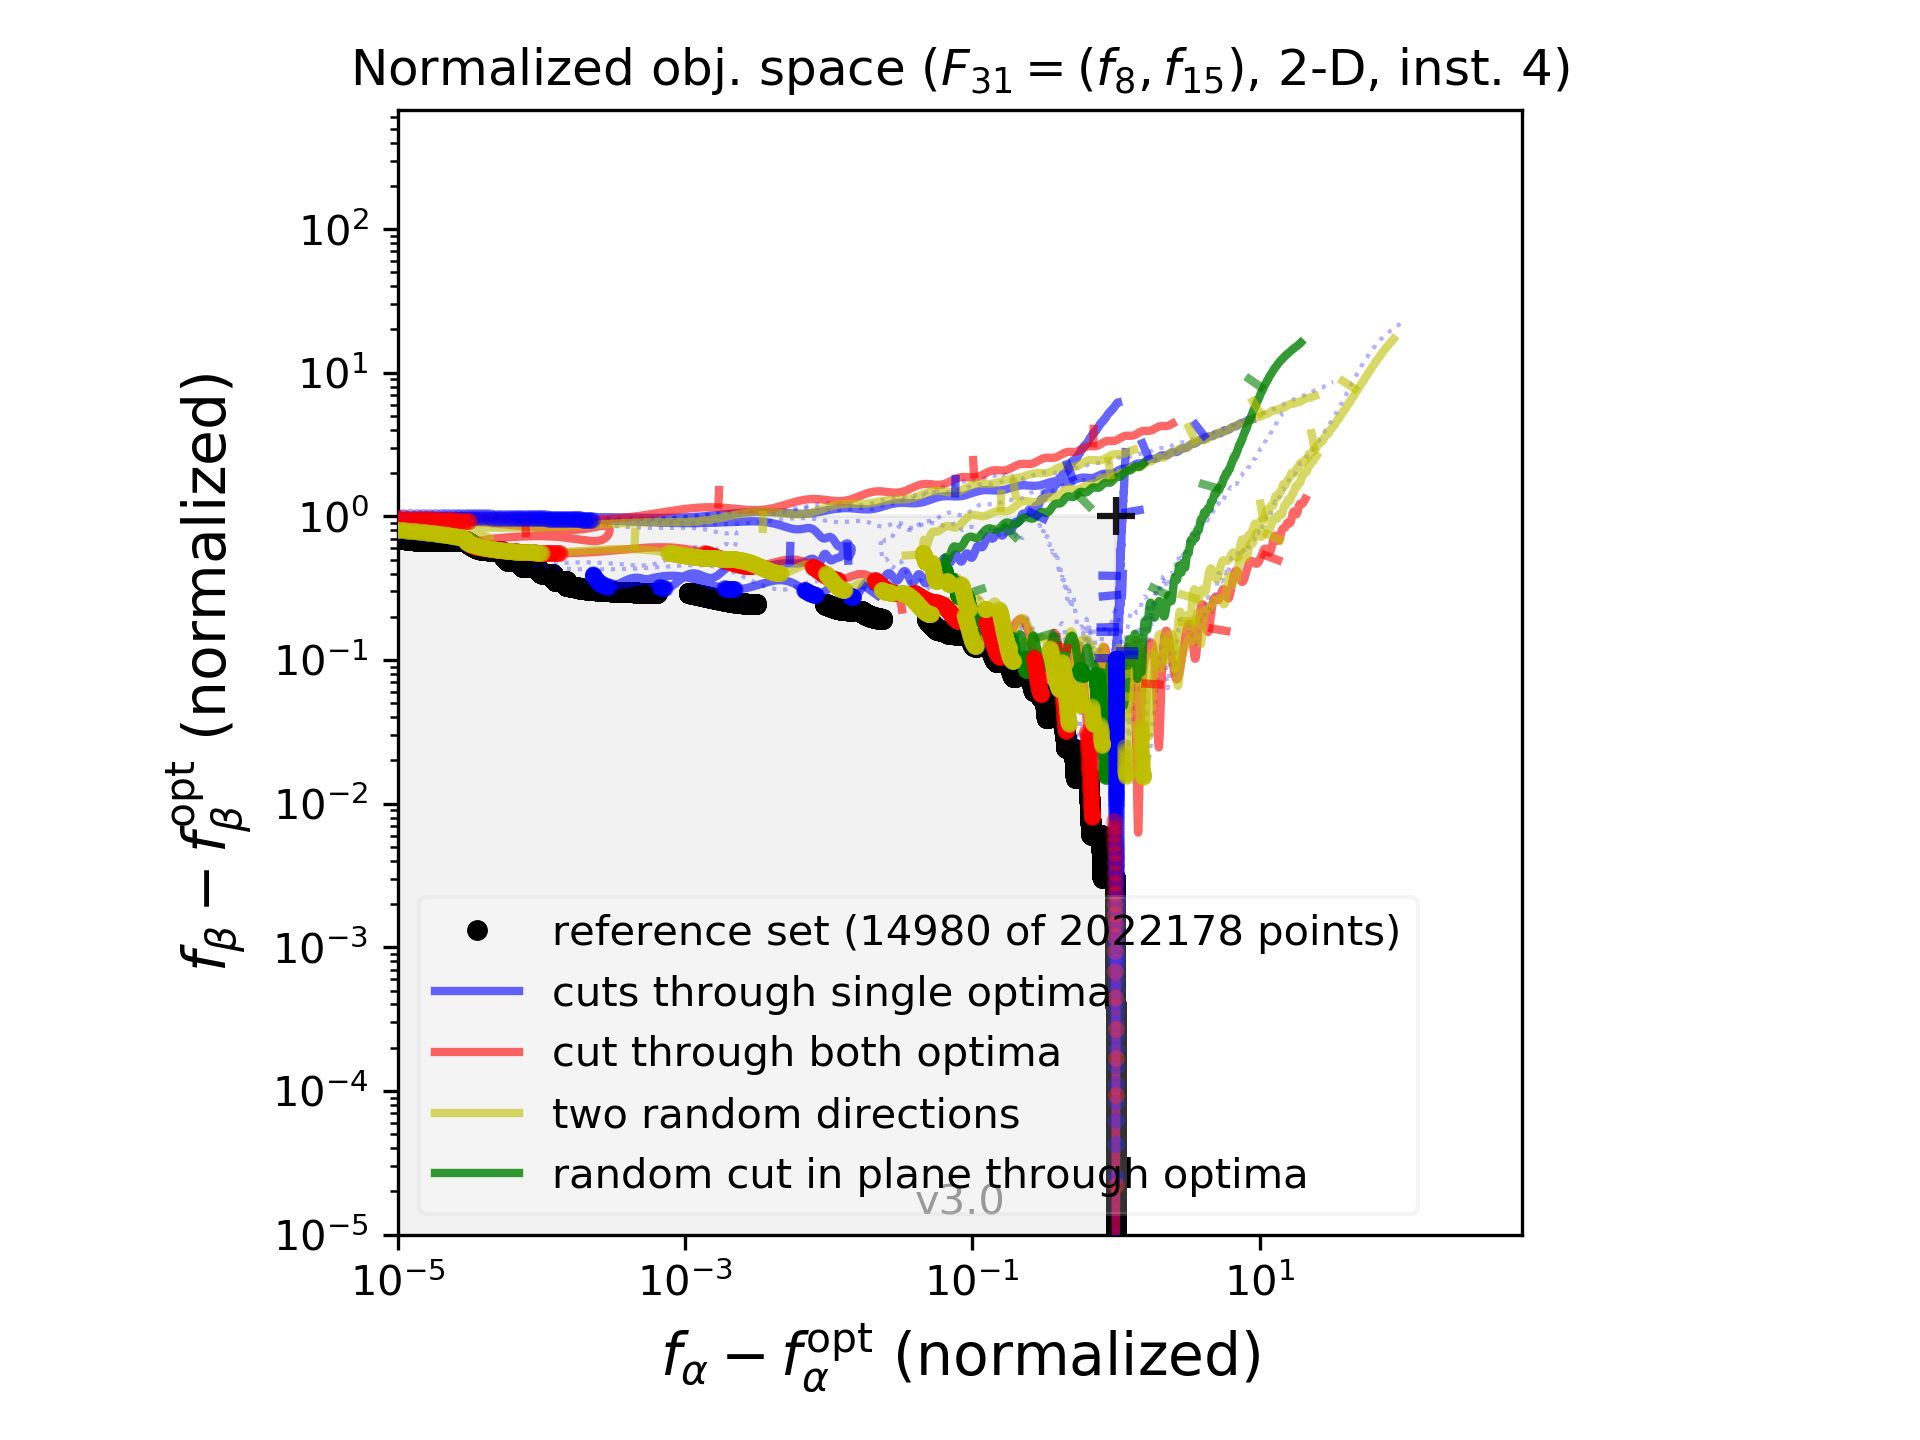 Normalized obj. space (F₃₁ = (f₈, f₁₅), 2-D, inst. 4)
10²
10¹
10⁰
10⁻¹
10⁻²
10⁻³
10⁻⁴
10⁻⁵
f_β − f_β^opt (normalized)
reference set (14980 of 2022178 points)
cuts through single optima
cut through both optima
two random directions
random cut in plane through optima
v3.0
10⁻⁵ 10⁻³ 10⁻¹ 10¹
f_α − f_α^opt (normalized)